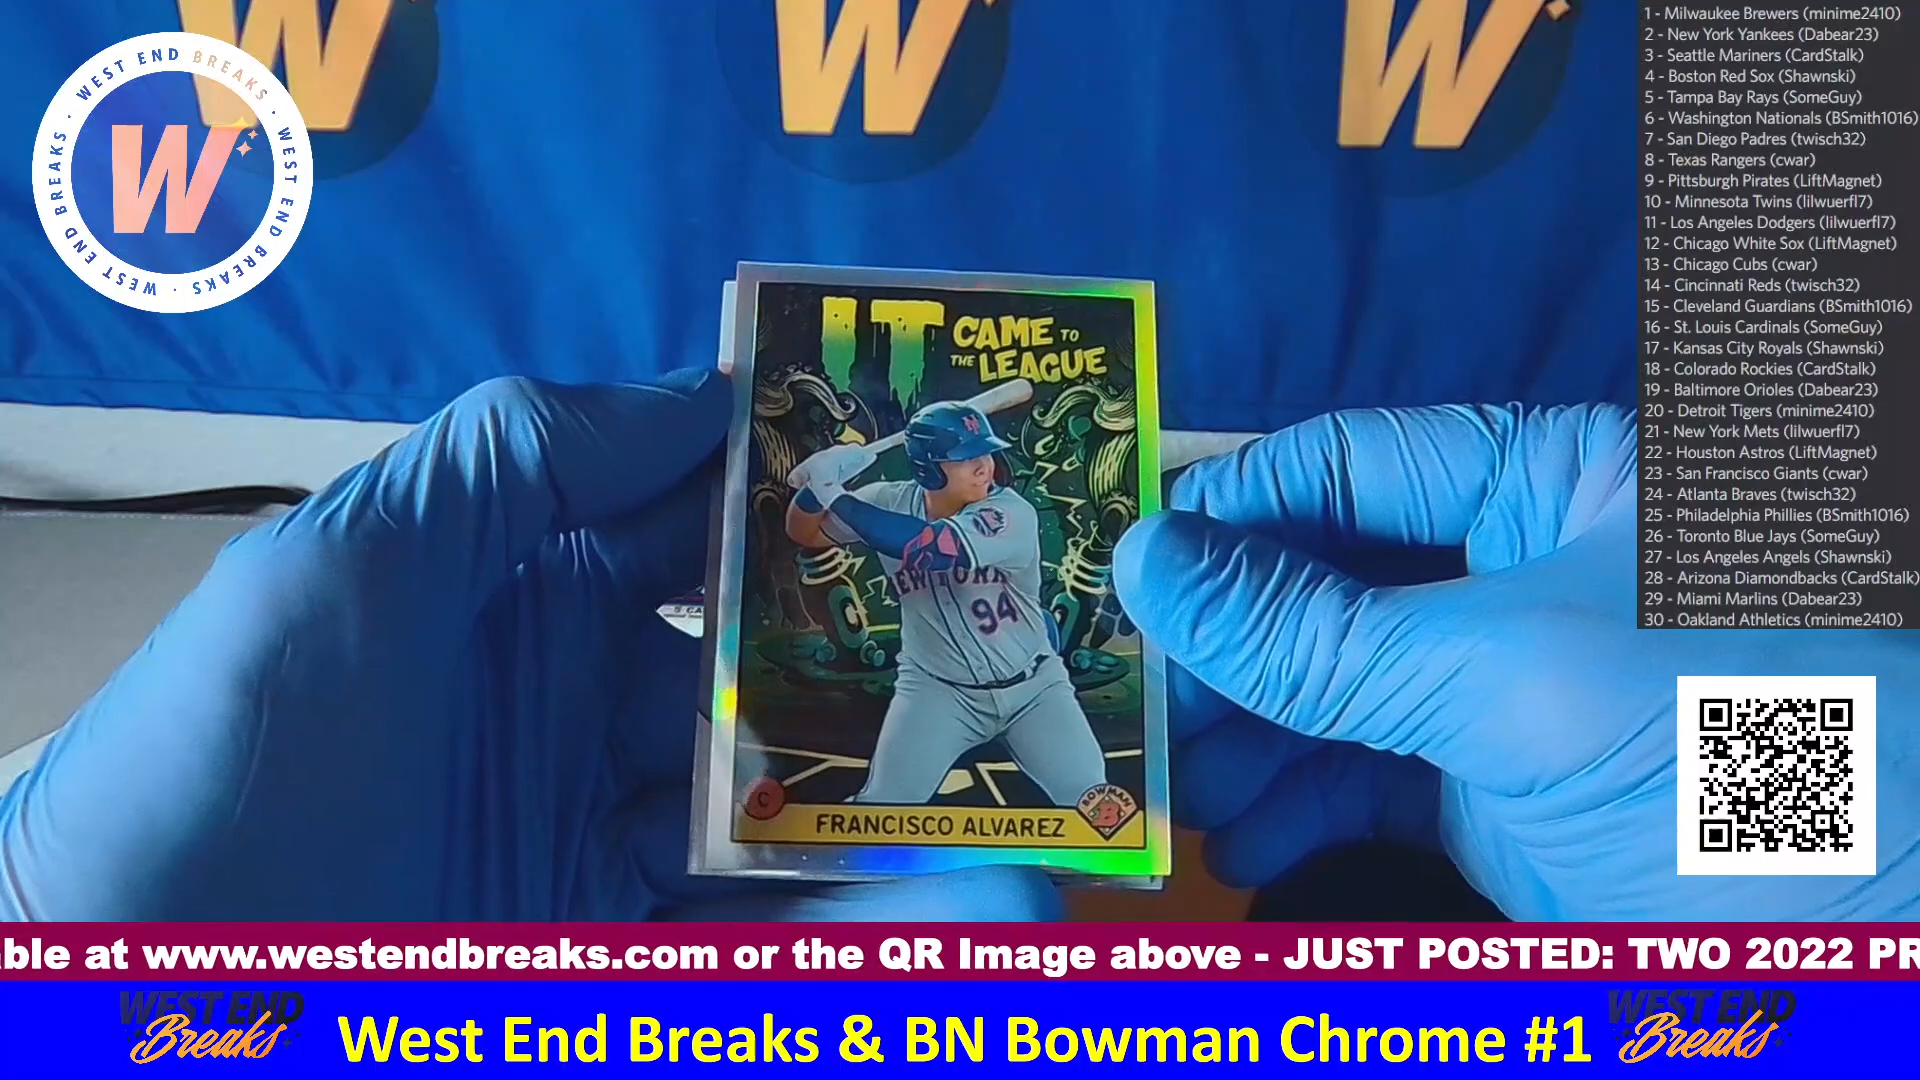 WEST END BREAKS · WEST END BREAKS · WEST END BREAKS ·
W
W
W
W
1 - Milwaukee Brewers (minime2410)
2 - New York Yankees (Dabear23)
3 - Seattle Mariners (CardStalk)
4 - Boston Red Sox (Shawnski)
5 - Tampa Bay Rays (SomeGuy)
6 - Washington Nationals (BSmith1016)
7 - San Diego Padres (twisch32)
8 - Texas Rangers (cwar)
9 - Pittsburgh Pirates (LiftMagnet)
10 - Minnesota Twins (lilwuerfl7)
11 - Los Angeles Dodgers (lilwuerfl7)
12 - Chicago White Sox (LiftMagnet)
13 - Chicago Cubs (cwar)
14 - Cincinnati Reds (twisch32)
15 - Cleveland Guardians (BSmith1016)
16 - St. Louis Cardinals (SomeGuy)
17 - Kansas City Royals (Shawnski)
18 - Colorado Rockies (CardStalk)
19 - Baltimore Orioles (Dabear23)
20 - Detroit Tigers (minime2410)
21 - New York Mets (lilwuerfl7)
22 - Houston Astros (LiftMagnet)
23 - San Francisco Giants (cwar)
24 - Atlanta Braves (twisch32)
25 - Philadelphia Phillies (BSmith1016)
26 - Toronto Blue Jays (SomeGuy)
27 - Los Angeles Angels (Shawnski)
28 - Arizona Diamondbacks (CardStalk)
29 - Miami Marlins (Dabear23)
30 - Oakland Athletics (minime2410)
IT CAME TO
THE LEAGUE
NEW YORK
94
C
BOWMAN
B
FRANCISCO ALVAREZ
able at www.westendbreaks.com or the QR Image above - JUST POSTED: TWO 2022 PR
WEST END
Breaks
West End Breaks & BN Bowman Chrome #1
WEST END
Breaks